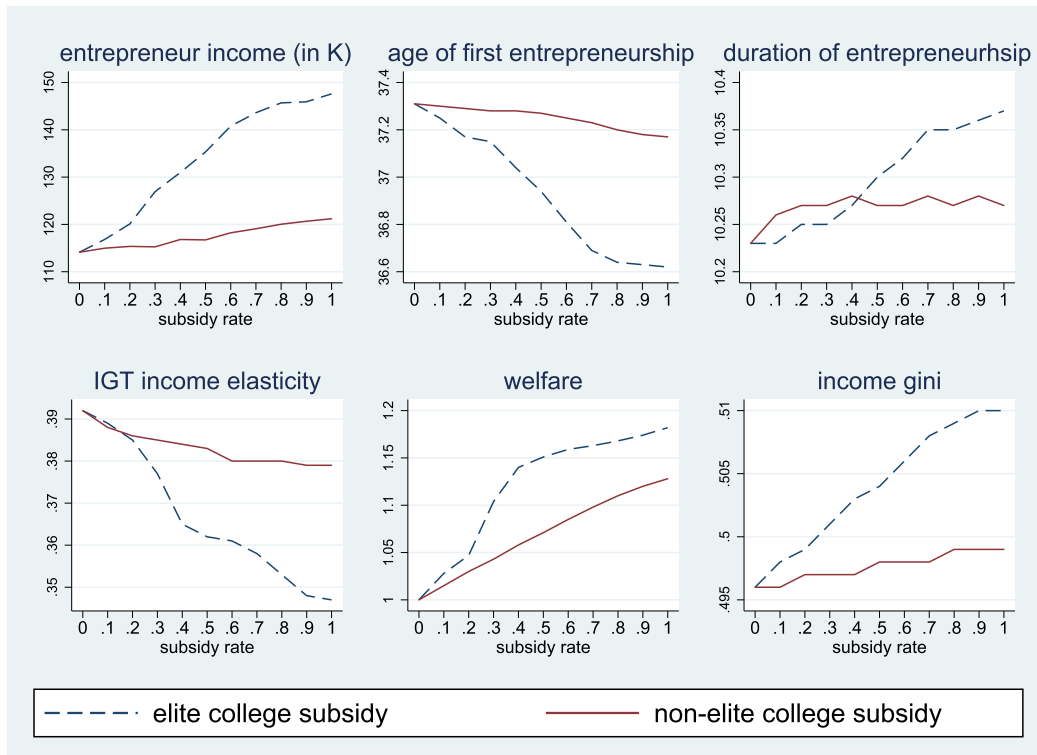 entrepreneur income (in K)
150
140
130
120
110
0 .1 .2 .3 .4 .5 .6 .7 .8 .9 1
subsidy rate
age of first entrepreneurship
37.4
37.2
37
36.8
36.6
0 .1 .2 .3 .4 .5 .6 .7 .8 .9 1
subsidy rate
duration of entrepreneurhsip
10.4
10.35
10.3
10.25
10.2
0 .1 .2 .3 .4 .5 .6 .7 .8 .9 1
subsidy rate
IGT income elasticity
.39
.38
.37
.36
.35
0 .1 .2 .3 .4 .5 .6 .7 .8 .9 1
subsidy rate
welfare
1.2
1.15
1.1
1.05
1
0 .1 .2 .3 .4 .5 .6 .7 .8 .9 1
subsidy rate
income gini
.51
.505
.5
.495
0 .1 .2 .3 .4 .5 .6 .7 .8 .9 1
subsidy rate
elite college subsidy
non-elite college subsidy